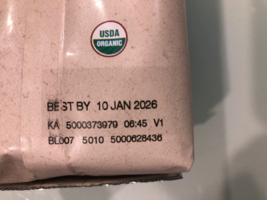 USDA
ORGANIC
BEST BY 10 JAN 2026
KA 5000373979 06:45 V1
BL007 5010 5000628436